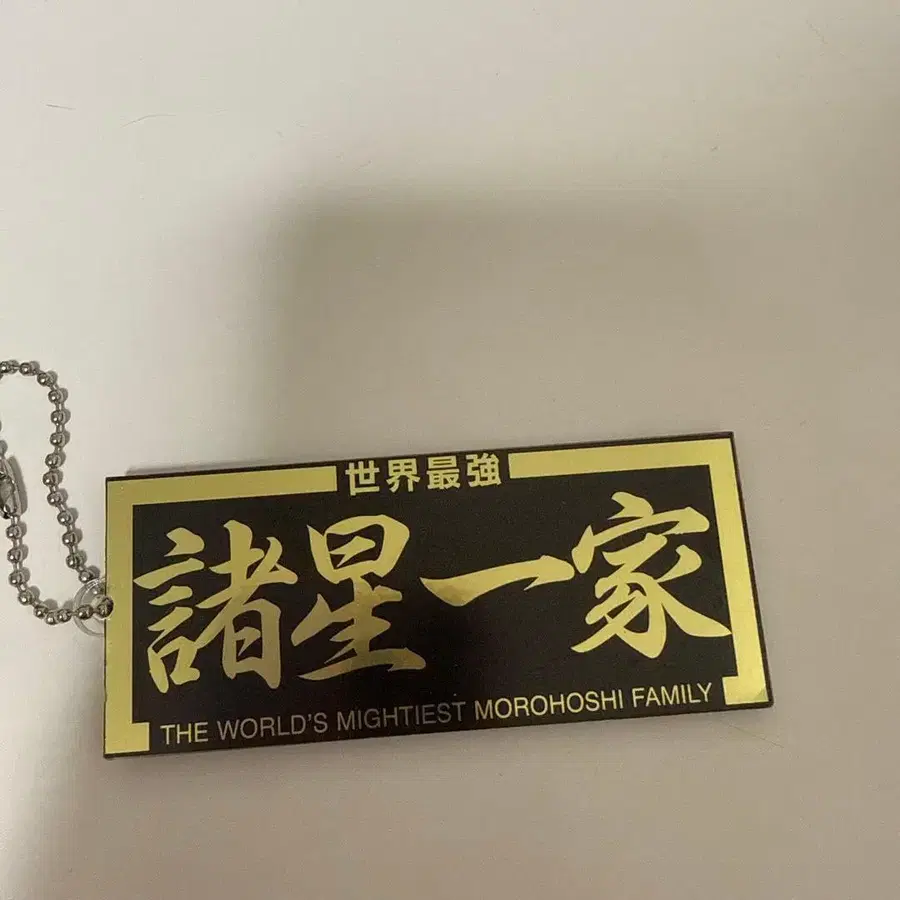 世界最強
諸星一家
THE WORLD'S MIGHTIEST MOROHOSHI FAMILY